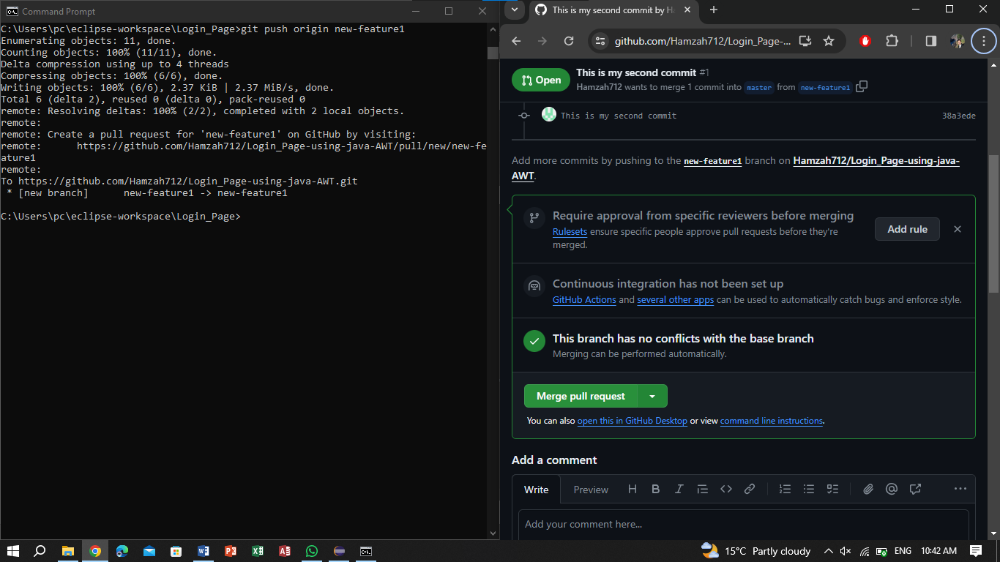 Command Prompt
C:\Users\pc\eclipse-workspace\Login_Page>git push origin new-feature1
Enumerating objects: 11, done.
Counting objects: 100% (11/11), done.
Delta compression using up to 4 threads
Compressing objects: 100% (6/6), done.
Writing objects: 100% (6/6), 2.37 KiB | 2.37 MiB/s, done.
Total 6 (delta 2), reused 0 (delta 0), pack-reused 0
remote: Resolving deltas: 100% (2/2), completed with 2 local objects.
remote:
remote: Create a pull request for 'new-feature1' on GitHub by visiting:
remote:      https://github.com/Hamzah712/Login_Page-using-java-AWT/pull/new/new-fe
ature1
remote:
To https://github.com/Hamzah712/Login_Page-using-java-AWT.git
 * [new branch]      new-feature1 -> new-feature1
C:\Users\pc\eclipse-workspace\Login_Page>
This is my second commit by H
github.com/Hamzah712/Login_Page-...
Open
This is my second commit #1
Hamzah712 wants to merge 1 commit into master from new-feature1
This is my second commit 38a3ede
Add more commits by pushing to the new-feature1 branch on Hamzah712/Login_Page-using-java-
AWT.
Require approval from specific reviewers before merging
Rulesets ensure specific people approve pull requests before they're
merged.
Add rule
Continuous integration has not been set up
GitHub Actions and several other apps can be used to automatically catch bugs and enforce style.
This branch has no conflicts with the base branch
Merging can be performed automatically.
Merge pull request
You can also open this in GitHub Desktop or view command line instructions.
Add a comment
Write Preview
Add your comment here...
15°C Partly cloudy ENG 10:42 AM